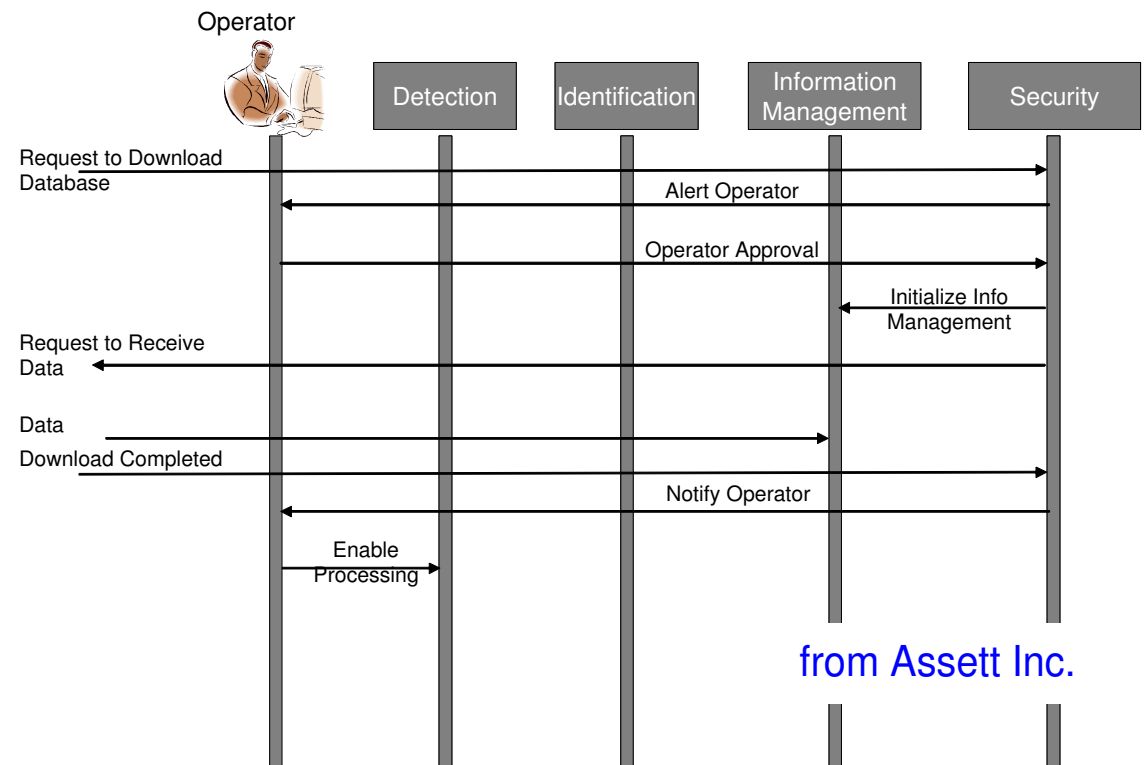 Operator
Detection
Identification
Information
Management
Security
Request to Download
Database
Alert Operator
Operator Approval
Initialize Info
Management
Request to Receive
Data
Data
Download Completed
Notify Operator
Enable
Processing
from Assett Inc.